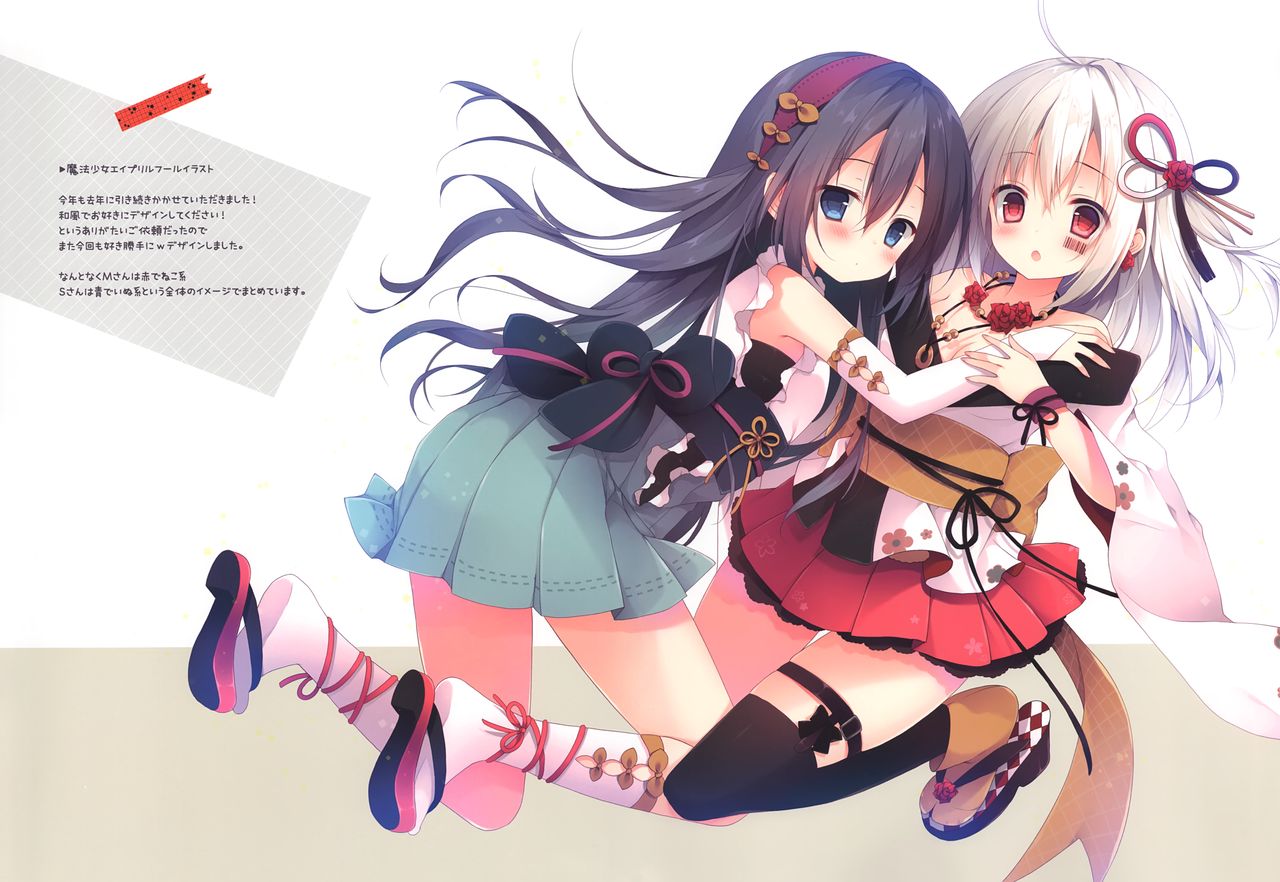 ▶魔法少女エイプリルフールイラスト
今年も去年に引き続きかかせていただきました！
和風でお好きにデザインしてください！
というありがたいご依頼だったので
また今回も好き勝手にｗデザインしました。
なんとなくMさんは赤でねこ系
Sさんは青でいぬ系という全体のイメージでまとめています。